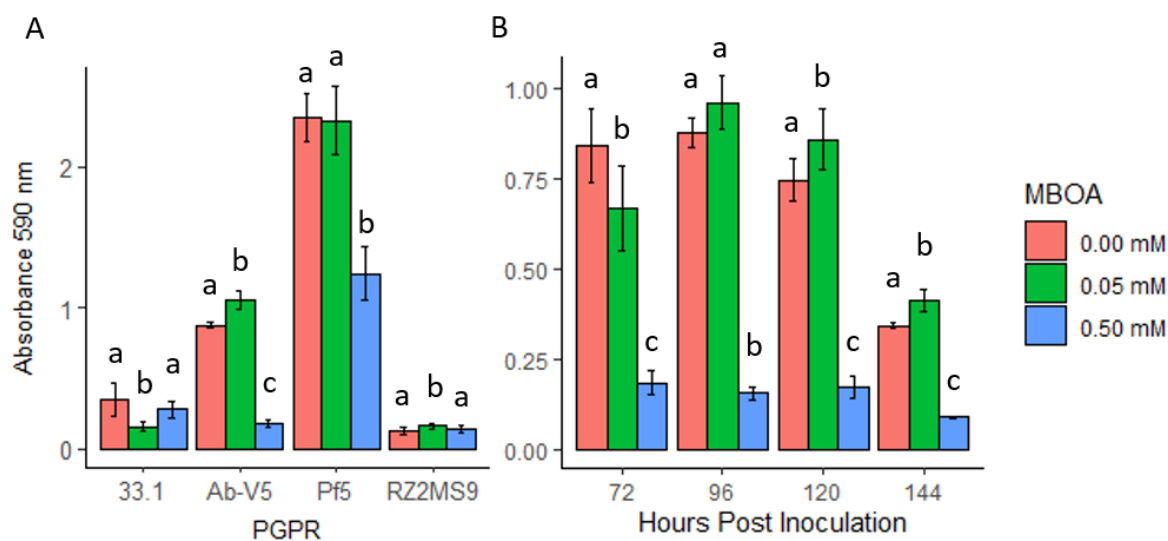 A
B
Absorbance 590 nm
2
1
0
a b a
a b c
a a b
a b a
33.1 Ab-V5 Pf5 RZ2MS9
PGPR
1.00
0.75
0.50
0.25
0.00
a b c
a a b
a b c
a b c
72 96 120 144
Hours Post Inoculation
MBOA
0.00 mM
0.05 mM
0.50 mM